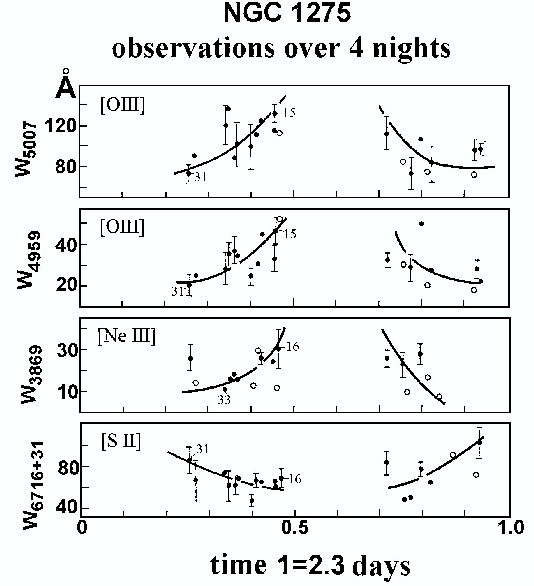 NGC 1275
observations over 4 nights
Å
[OIII]
15
120
80
31
W5007
[OIII]
15
40
20
31
W4959
[Ne III]
16
30
10
33
W3869
[S II]
31
80
16
40
W6716+31
0 0.5 1.0
time 1=2.3 days